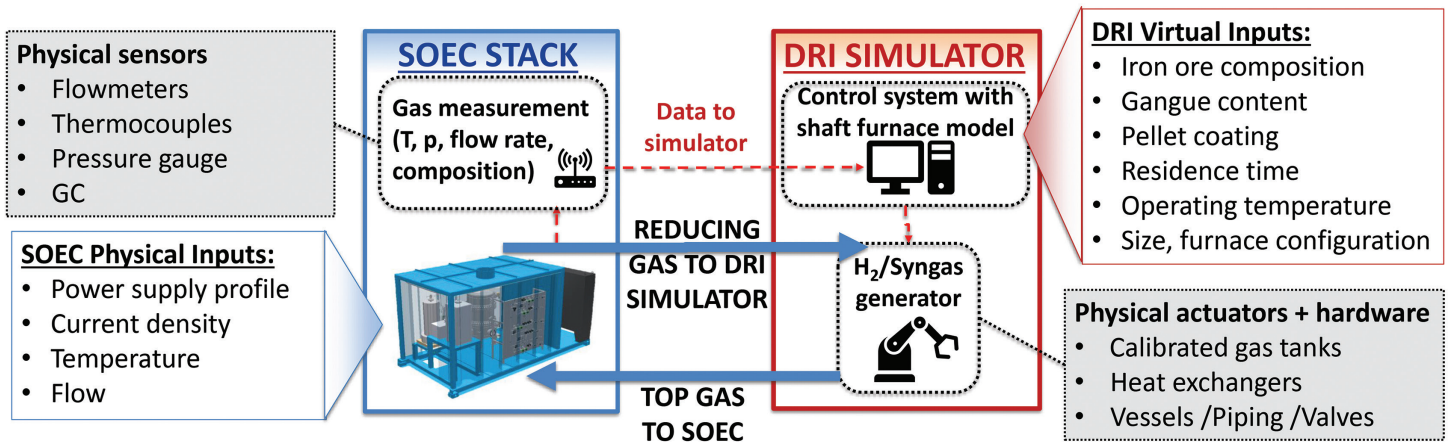 Physical sensors
• Flowmeters
• Thermocouples
• Pressure gauge
• GC
SOEC Physical Inputs:
• Power supply profile
• Current density
• Temperature
• Flow
SOEC STACK
Gas measurement
(T, p, flow rate,
composition)
Data to
simulator
REDUCING
GAS TO DRI
SIMULATOR
TOP GAS
TO SOEC
DRI SIMULATOR
Control system with
shaft furnace model
H₂/Syngas
generator
DRI Virtual Inputs:
• Iron ore composition
• Gangue content
• Pellet coating
• Residence time
• Operating temperature
• Size, furnace configuration
Physical actuators + hardware
• Calibrated gas tanks
• Heat exchangers
• Vessels /Piping /Valves